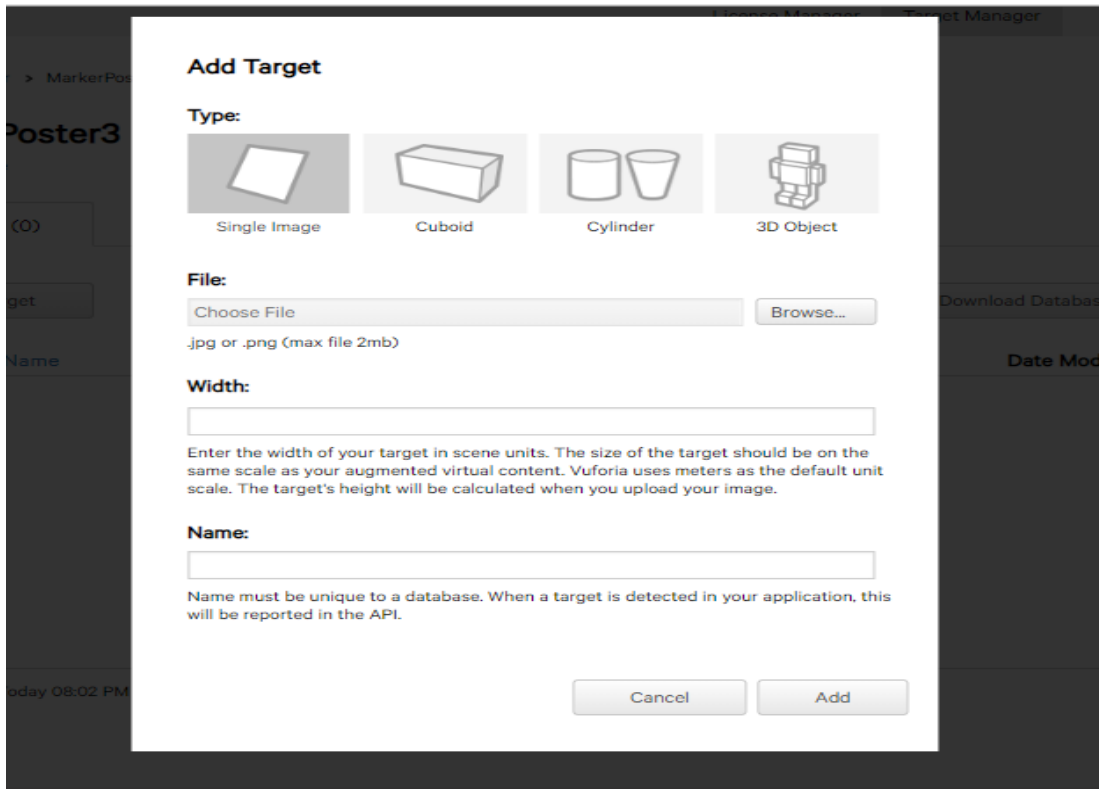 License Manager Target Manager
> MarkerPos
Poster3
(0)
get
Download Databas
Name
Date Mod
oday 08:02 PM
Add Target
Type:
Single Image Cuboid Cylinder 3D Object
File:
Choose File Browse...
.jpg or .png (max file 2mb)
Width:
Enter the width of your target in scene units. The size of the target should be on the
same scale as your augmented virtual content. Vuforia uses meters as the default unit
scale. The target's height will be calculated when you upload your image.
Name:
Name must be unique to a database. When a target is detected in your application, this
will be reported in the API.
Cancel Add